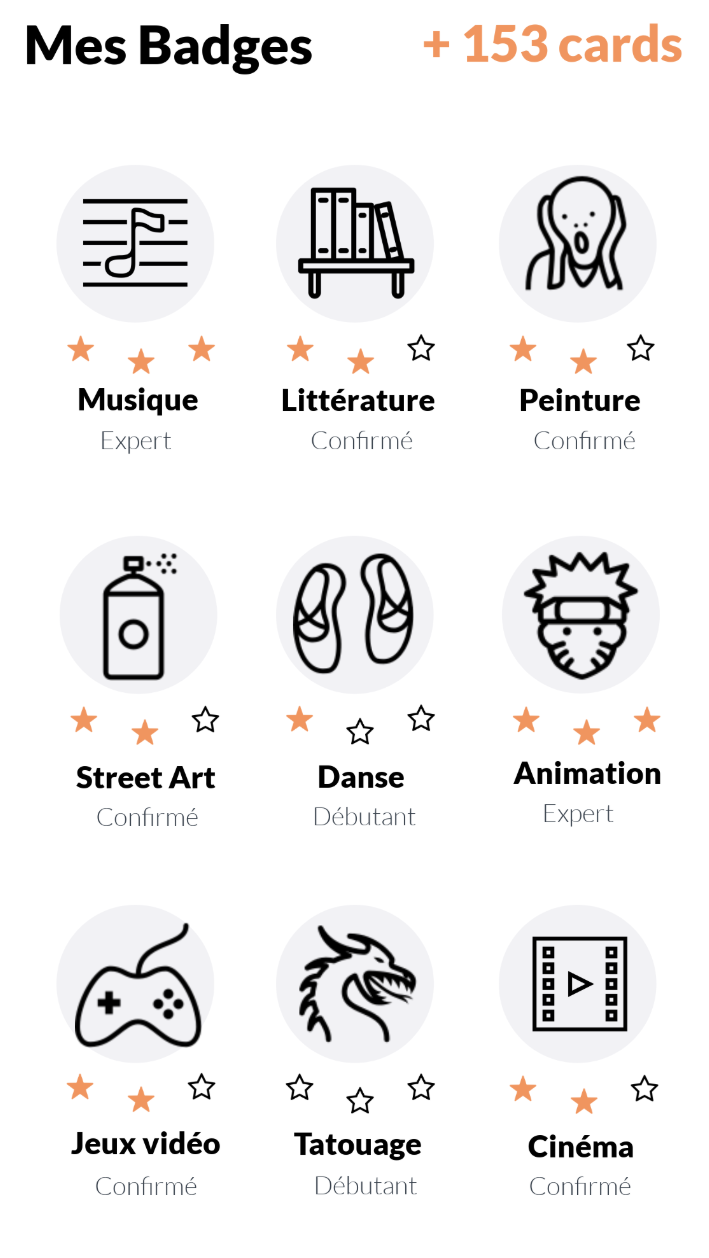 Mes Badges
+ 153 cards
Musique
Expert
Littérature
Confirmé
Peinture
Confirmé
Street Art
Confirmé
Danse
Débutant
Animation
Expert
Jeux vidéo
Confirmé
Tatouage
Débutant
Cinéma
Confirmé